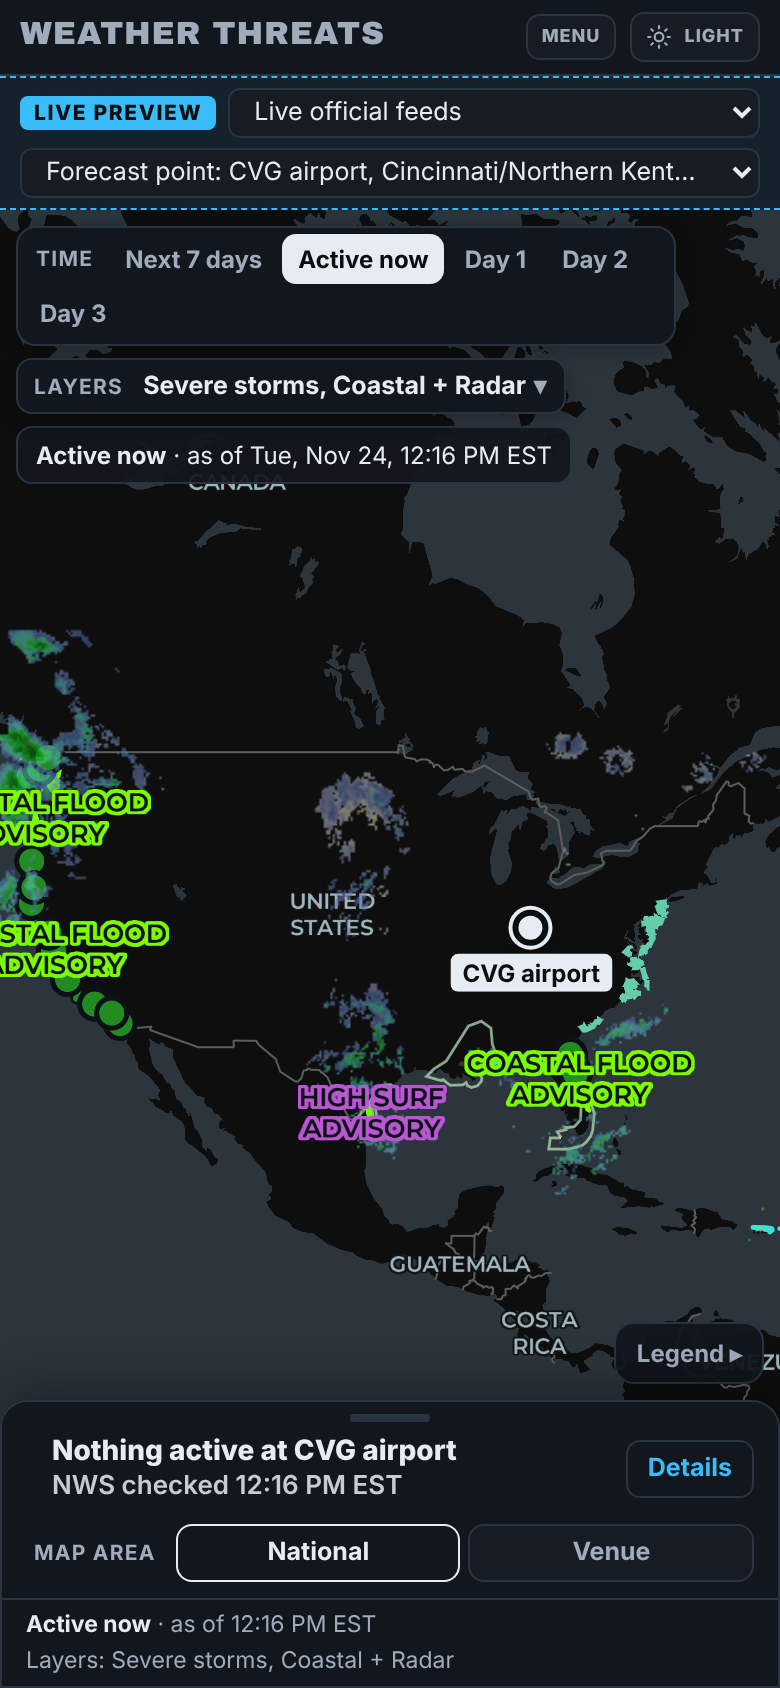 WEATHER THREATS
MENU
LIGHT
LIVE PREVIEW
Live official feeds
Forecast point: CVG airport, Cincinnati/Northern Kent...
TIME
Next 7 days
Active now
Day 1
Day 2
Day 3
LAYERS
Severe storms, Coastal + Radar ▾
Active now · as of Tue, Nov 24, 12:16 PM EST
CANADA
TAL FLOOD
DVISORY
UNITED
STATES
STAL FLOOD
ADVISORY
CVG airport
COASTAL FLOOD
ADVISORY
HIGH SURF
ADVISORY
GUATEMALA
COSTA
RICA
Legend ▸
Nothing active at CVG airport
NWS checked 12:16 PM EST
Details
MAP AREA
National
Venue
Active now · as of 12:16 PM EST
Layers: Severe storms, Coastal + Radar